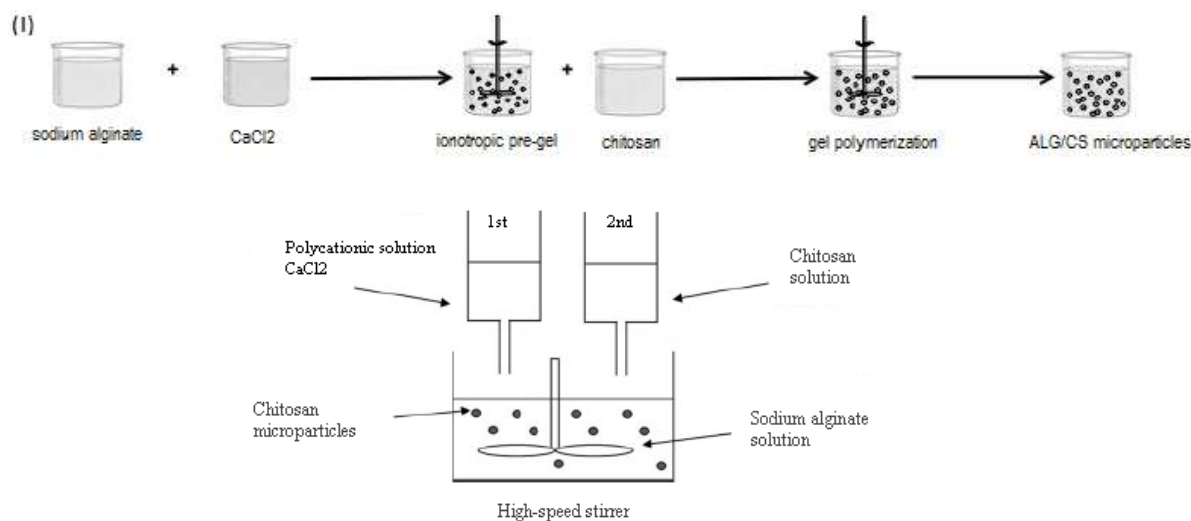 (I)
+
+
sodium alginate
CaCl2
ionotropic pre-gel
chitosan
gel polymerization
ALG/CS microparticles
1st
2nd
Polycationic solution
CaCl2
Chitosan
solution
Chitosan
microparticles
Sodium alginate
solution
High-speed stirrer